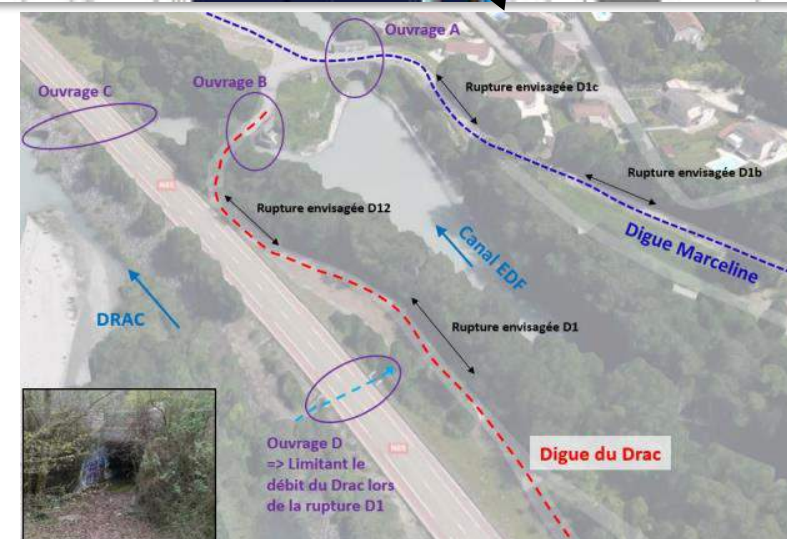 Ouvrage A
Ouvrage B
Ouvrage C
Rupture envisagée D1c
Rupture envisagée D1b
Rupture envisagée D12
Digue Marceline
Canal EDF
DRAC
Rupture envisagée D1
Ouvrage D
=> Limitant le
débit du Drac lors
de la rupture D1
Digue du Drac